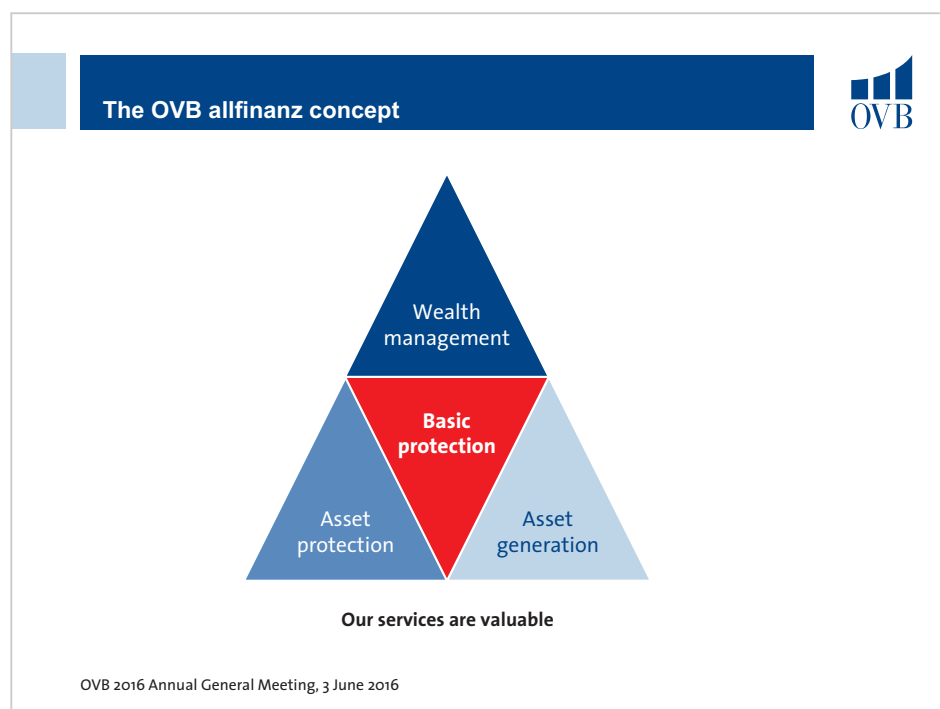 The OVB allfinanz concept
OVB
Wealth
management
Basic
protection
Asset
protection
Asset
generation
Our services are valuable
OVB 2016 Annual General Meeting, 3 June 2016